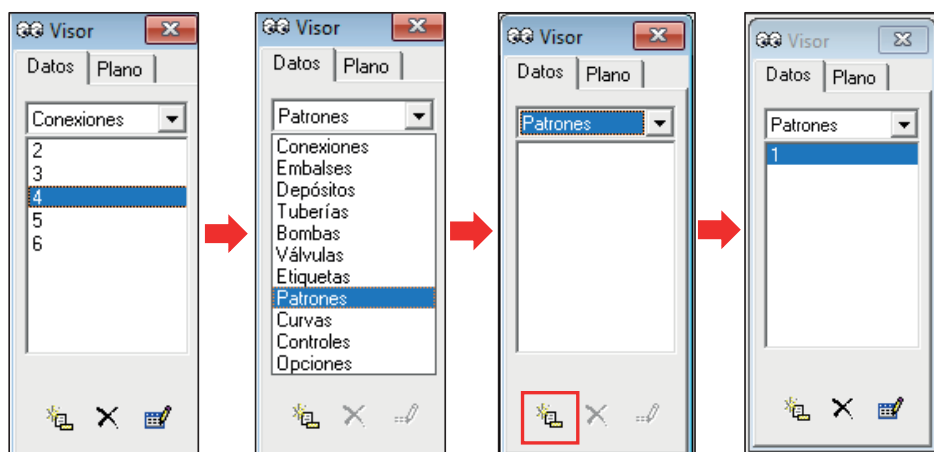 Visor
Datos Plano
Conexiones
2
3
4
5
6
Visor
Datos Plano
Patrones
Conexiones
Embalses
Depósitos
Tuberías
Bombas
Válvulas
Etiquetas
Patrones
Curvas
Controles
Opciones
Visor
Datos Plano
Patrones
Visor
Datos Plano
Patrones
1